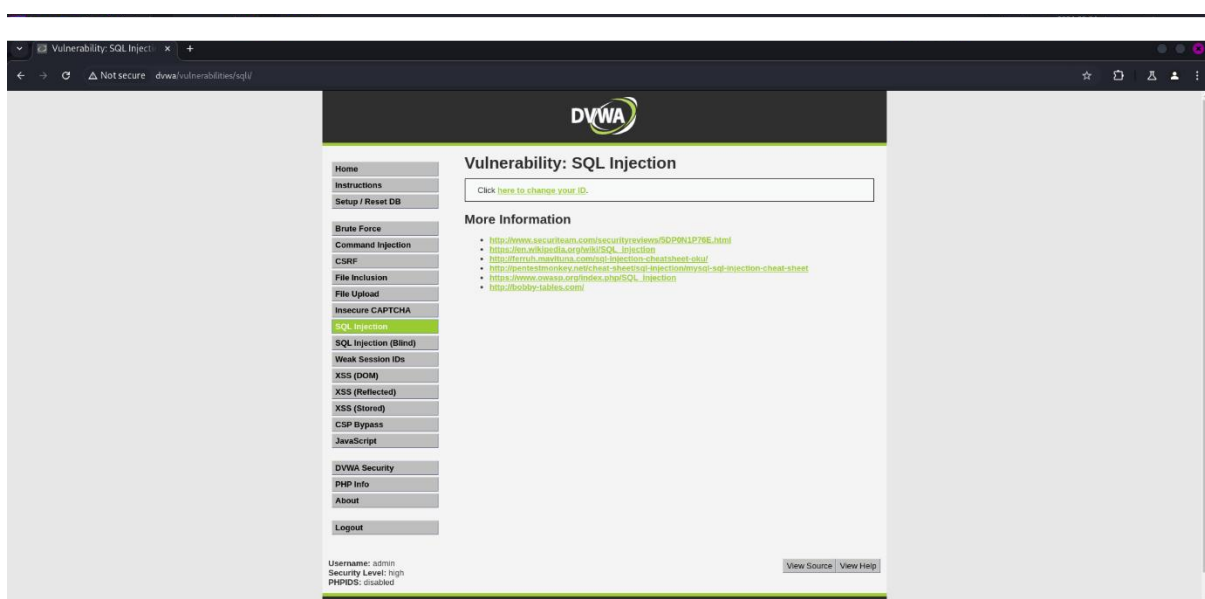 Vulnerability: SQL Injecti
Not secure dvwa/vulnerabilities/sqli/
DVWA
Home
Instructions
Setup / Reset DB
Brute Force
Command Injection
CSRF
File Inclusion
File Upload
Insecure CAPTCHA
SQL Injection
SQL Injection (Blind)
Weak Session IDs
XSS (DOM)
XSS (Reflected)
XSS (Stored)
CSP Bypass
JavaScript
DVWA Security
PHP Info
About
Logout
Vulnerability: SQL Injection
Click here to change your ID.
More Information
http://www.securiteam.com/securityreviews/5DP0N1P76E.html
https://en.wikipedia.org/wiki/SQL_injection
http://ferruh.mavituna.com/sql-injection-cheatsheet-oku/
http://pentestmonkey.net/cheat-sheet/sql-injection/mysql-sql-injection-cheat-sheet
https://www.owasp.org/index.php/SQL_Injection
http://bobby-tables.com/
Username: admin
Security Level: high
PHPIDS: disabled
View Source View Help